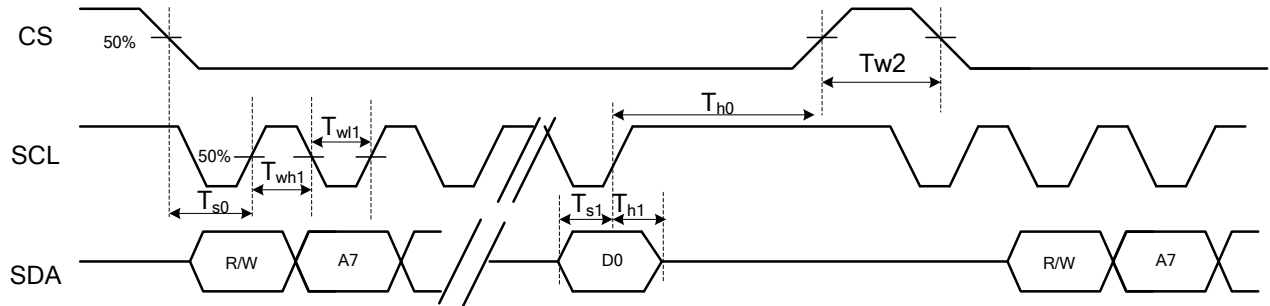 CS
50%
Tw2
Th0
SCL
50%
Twl1
Twh1
Ts0
Ts1
Th1
SDA
R/W
A7
D0
R/W
A7